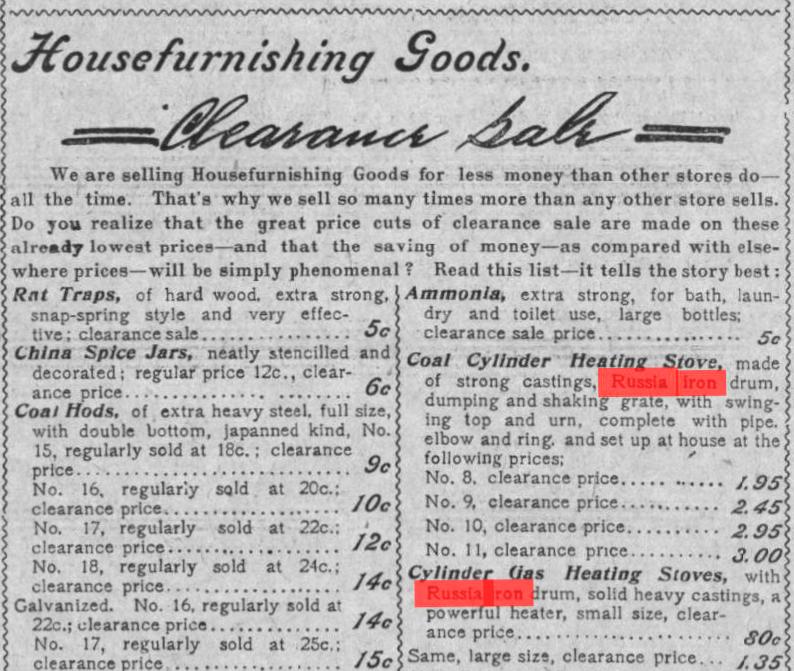 Housefurnishing Goods.
Clearance Sale
We are selling Housefurnishing Goods for less money than other stores do—
all the time. That's why we sell so many times more than any other store sells.
Do you realize that the great price cuts of clearance sale are made on these
already lowest prices—and that the saving of money—as compared with else-
where prices—will be simply phenomenal? Read this list—it tells the story best:
Rat Traps, of hard wood, extra strong,
snap-spring style and very effec-
tive; clearance sale.................... 5c
China Spice Jars, neatly stencilled and
decorated; regular price 12c., clear-
ance price.............................. 6c
Coal Hods, of extra heavy steel, full size,
with double bottom, japanned kind, No.
15, regularly sold at 18c.; clearance
price................................... 9c
No. 16, regularly sold at 20c.;
clearance price......................... 10c
No. 17, regularly sold at 22c.;
clearance price......................... 12c
No. 18, regularly sold at 24c.;
clearance price......................... 14c
Galvanized. No. 16, regularly sold at
22c.; clearance price................... 14c
No. 17, regularly sold at 25c.;
clearance price......................... 15c
Ammonia, extra strong, for bath, laun-
dry and toilet use, large bottles;
clearance sale price.................... 5c
Coal Cylinder Heating Stove, made
of strong castings, Russia iron drum,
dumping and shaking grate, with swing-
ing top and urn, complete with pipe.
elbow and ring. and set up at house at the
following prices;
No. 8, clearance price........... 1.95
No. 9, clearance price........... 2.45
No. 10, clearance price.......... 2.95
No. 11, clearance price.......... 3.00
Cylinder Gas Heating Stoves, with
Russia iron drum, solid heavy castings, a
powerful heater, small size, clear-
ance price.............................. 80c
Same, large size, clearance price... 1.35